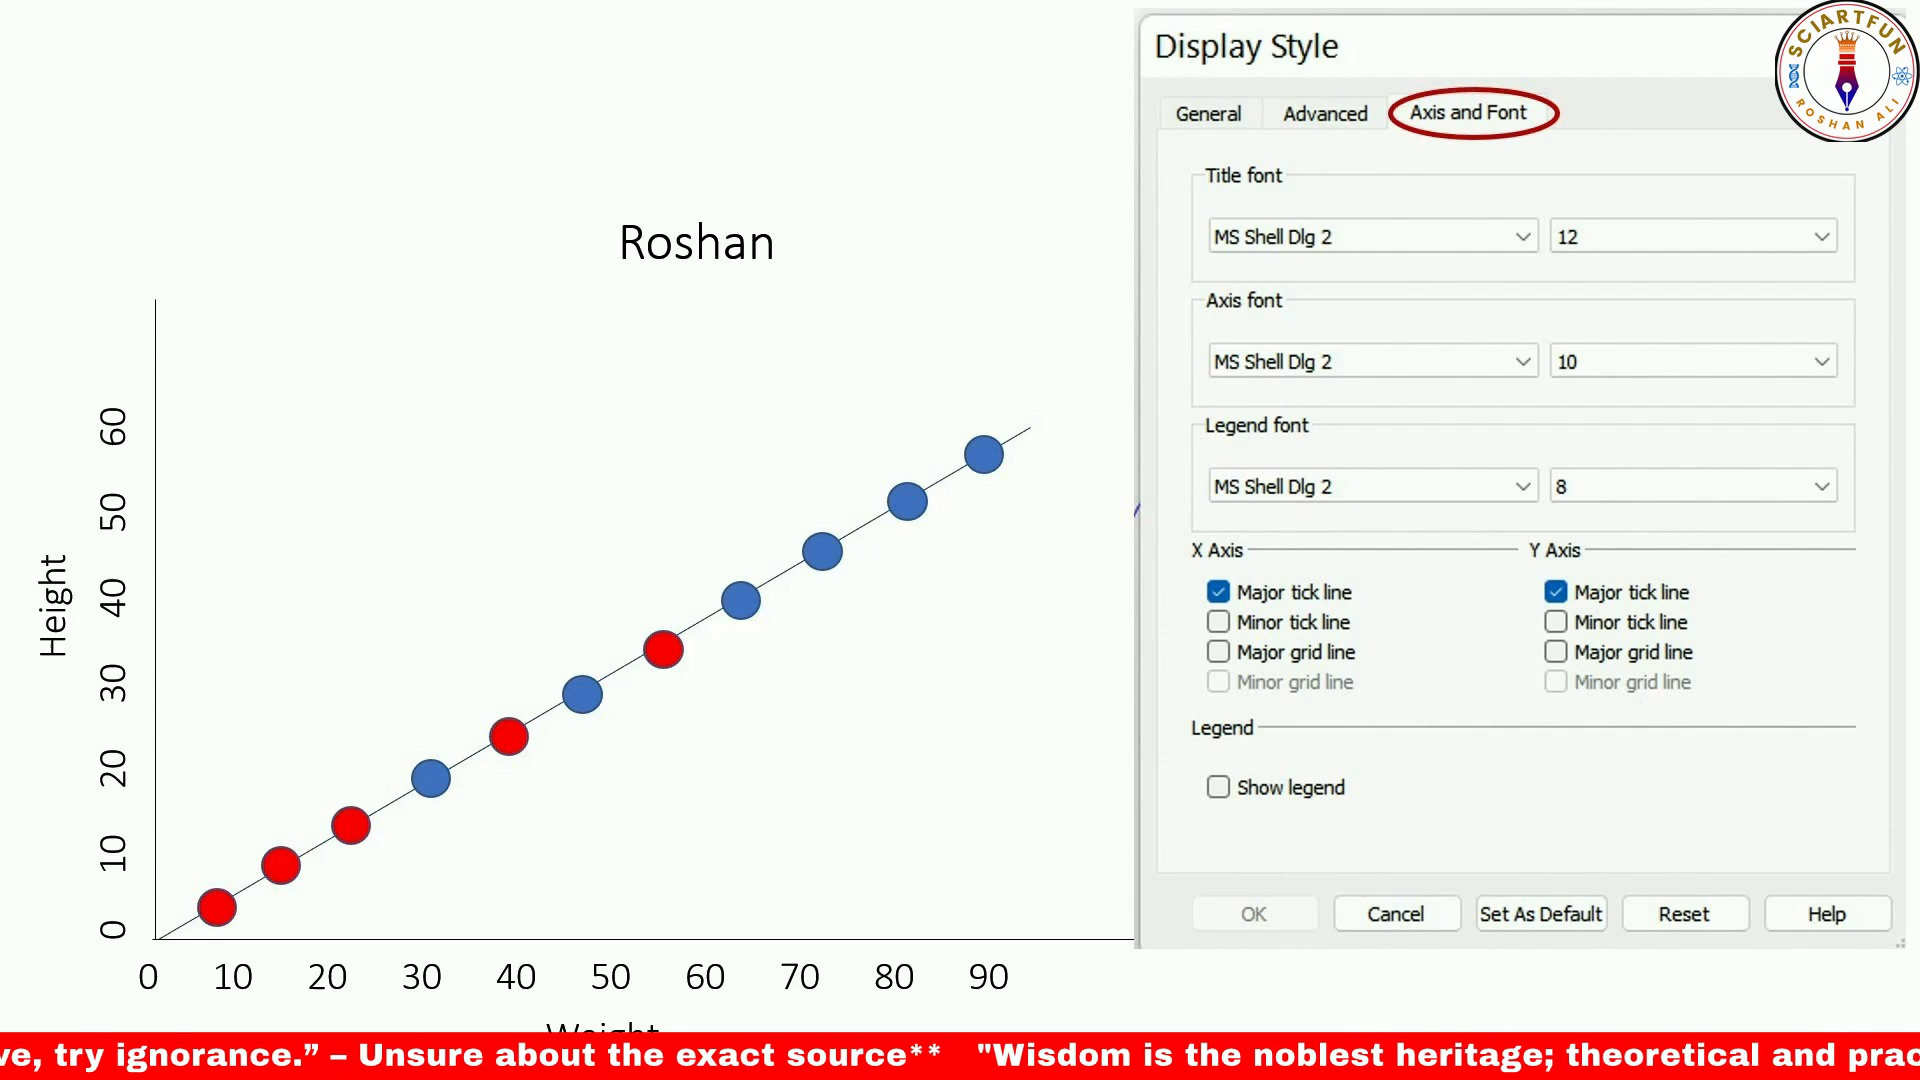 Roshan
Height
60
50
40
30
20
10
0
0 10 20 30 40 50 60 70 80 90
Weight
Display Style
General Advanced Axis and Font
Title font
MS Shell Dlg 2 12
Axis font
MS Shell Dlg 2 10
Legend font
MS Shell Dlg 2 8
X Axis Y Axis
Major tick line Major tick line
Minor tick line Minor tick line
Major grid line Major grid line
Minor grid line Minor grid line
Legend
Show legend
OK Cancel Set As Default Reset Help
SCIARTFUN
ROSHAN ALI
ve, try ignorance.” – Unsure about the exact source** "Wisdom is the noblest heritage; theoretical and prac